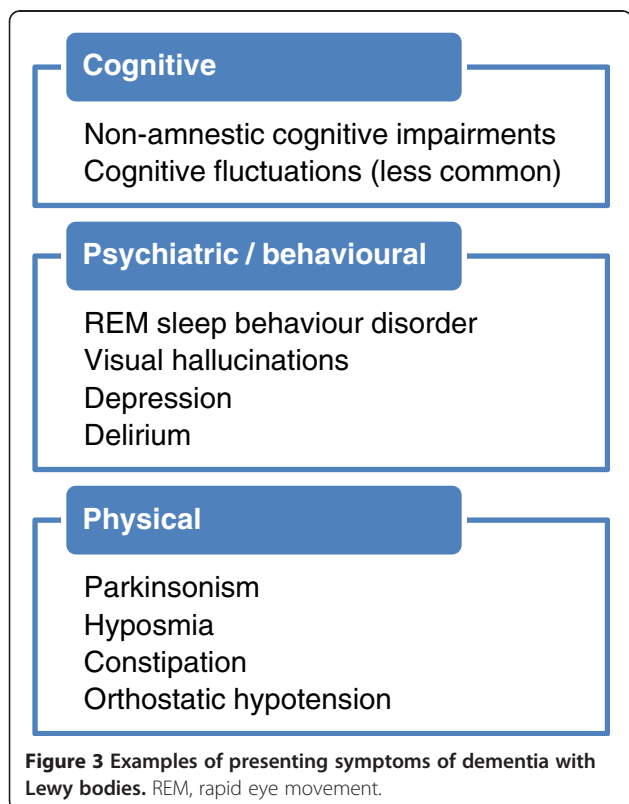 Cognitive
Non-amnestic cognitive impairments
Cognitive fluctuations (less common)
Psychiatric / behavioural
REM sleep behaviour disorder
Visual hallucinations
Depression
Delirium
Physical
Parkinsonism
Hyposmia
Constipation
Orthostatic hypotension
Figure 3 Examples of presenting symptoms of dementia with
Lewy bodies. REM, rapid eye movement.